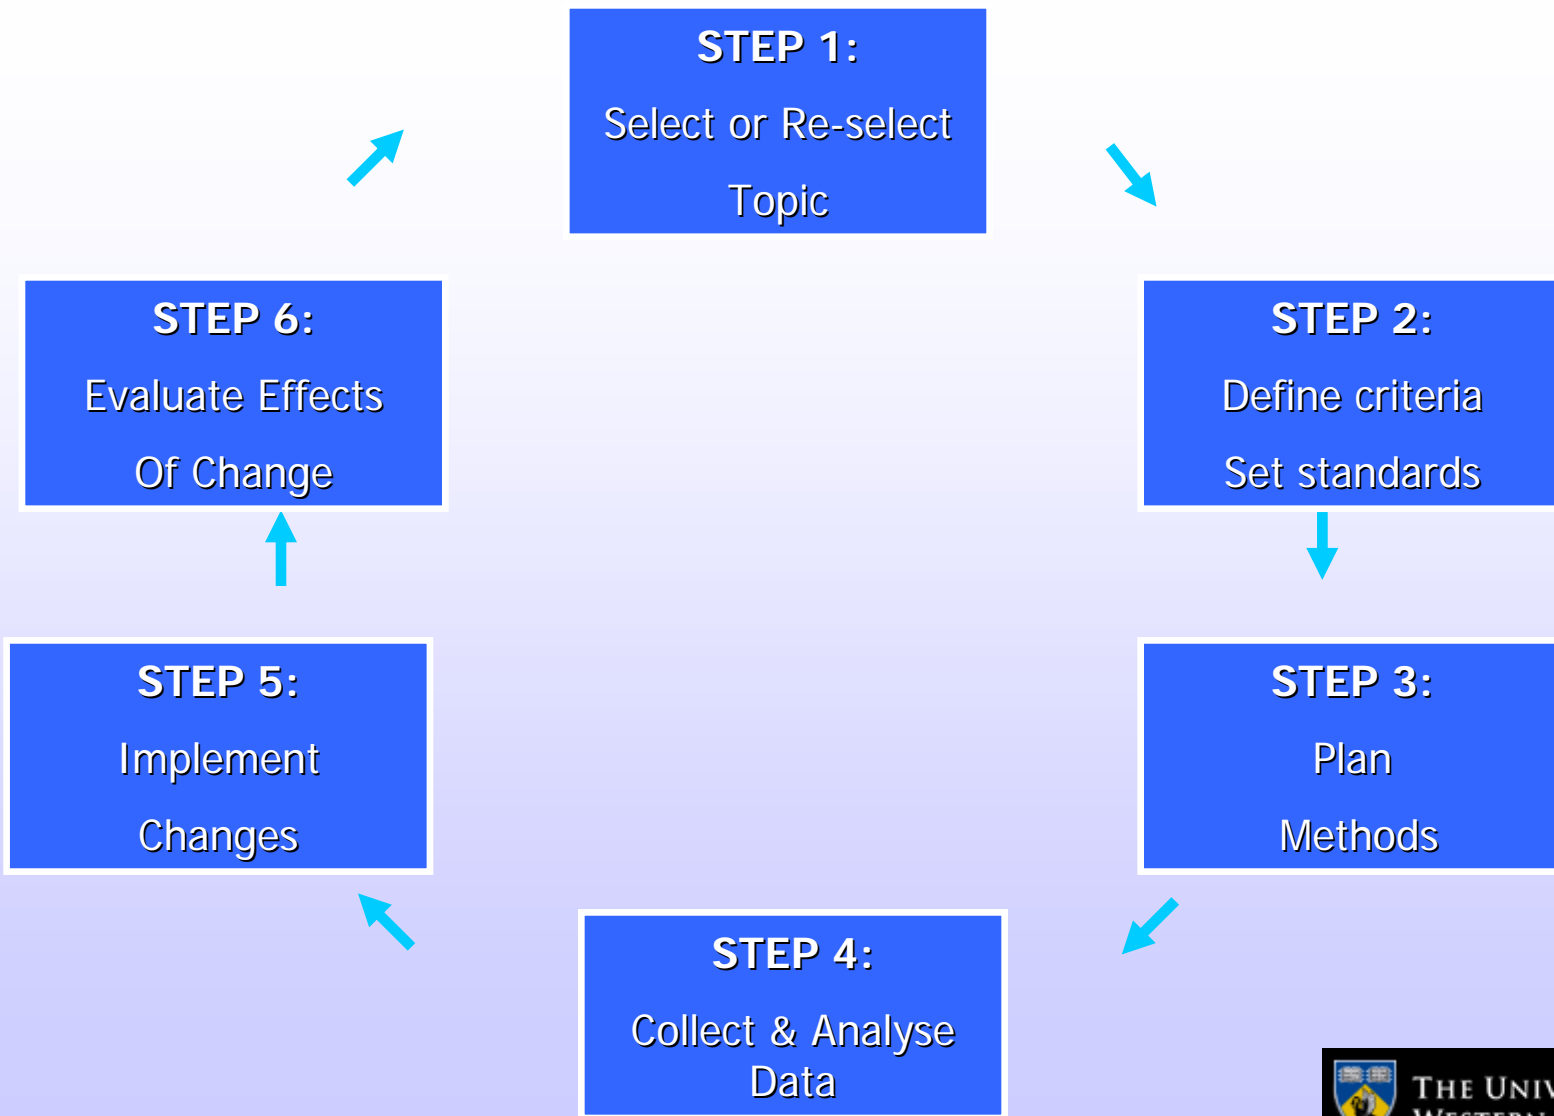 STEP 1:
Select or Re-select
Topic
STEP 2:
Define criteria
Set standards
STEP 3:
Plan
Methods
STEP 4:
Collect & Analyse
Data
STEP 5:
Implement
Changes
STEP 6:
Evaluate Effects
Of Change
THE